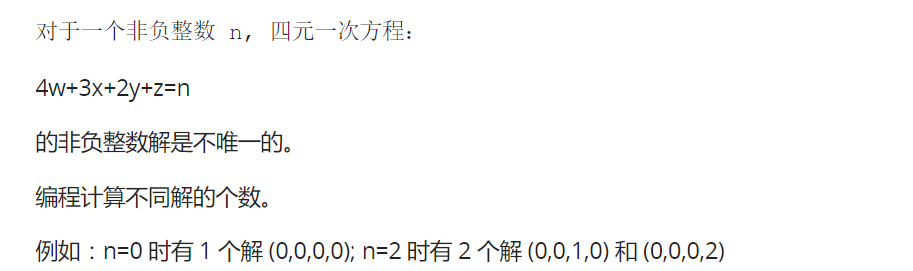 对于一个非负整数 n, 四元一次方程：
4w+3x+2y+z=n
的非负整数解是不唯一的。
编程计算不同解的个数。
例如：n=0 时有 1 个解 (0,0,0,0); n=2 时有 2 个解 (0,0,1,0) 和 (0,0,0,2)